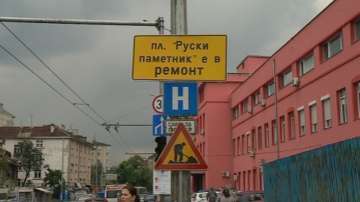 пл. "Руски
паметник" е в
ремонт
H